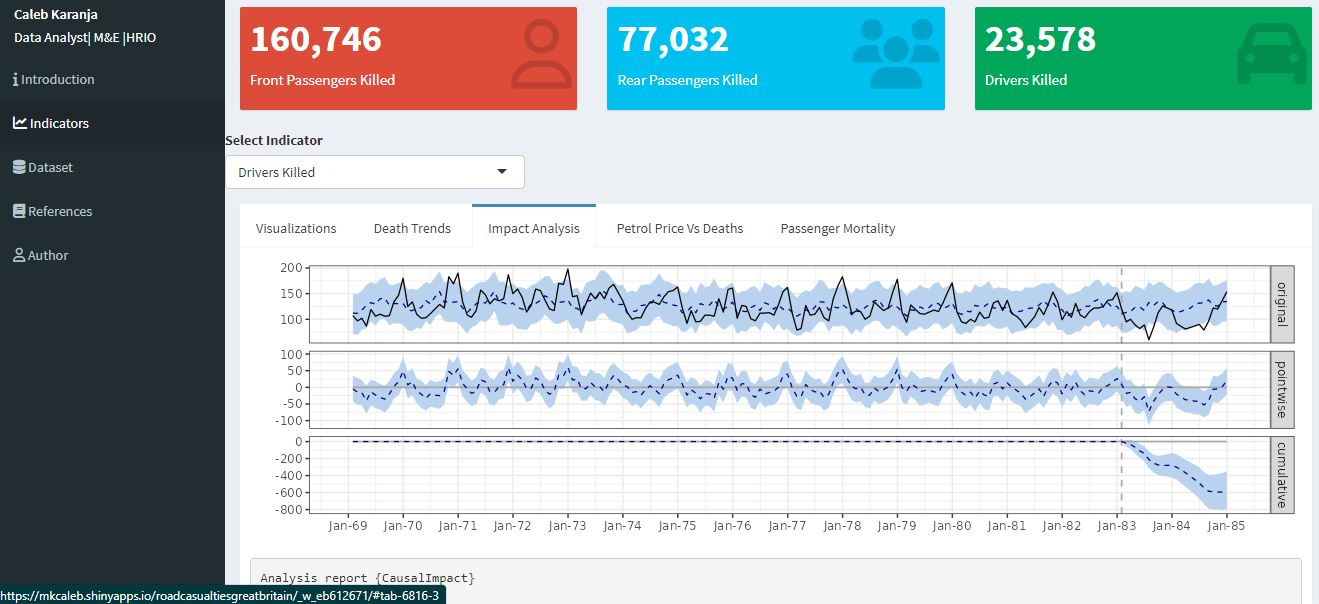 Caleb Karanja
Data Analyst| M&E |HRIO
Introduction
Indicators
Dataset
References
Author
160,746
Front Passengers Killed
77,032
Rear Passengers Killed
23,578
Drivers Killed
Select Indicator
Drivers Killed
Visualizations Death Trends Impact Analysis Petrol Price Vs Deaths Passenger Mortality
200
150
100
original
100
50
0
-50
-100
pointwise
0
-200
-400
-600
-800
cumulative
Jan-69 Jan-70 Jan-71 Jan-72 Jan-73 Jan-74 Jan-75 Jan-76 Jan-77 Jan-78 Jan-79 Jan-80 Jan-81 Jan-82 Jan-83 Jan-84 Jan-85
Analysis report {CausalImpact}
https://mkcaleb.shinyapps.io/roadcasualtiesgreatbritain/_w_eb612671/#tab-6816-3